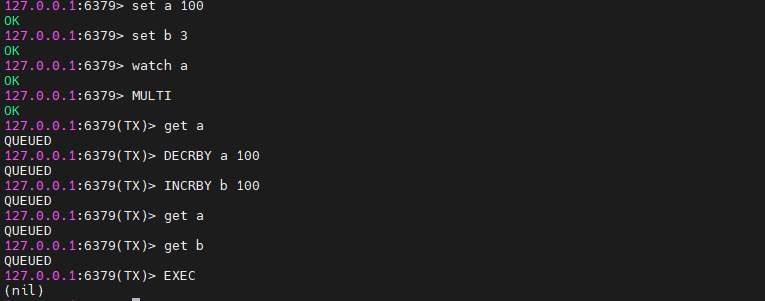 127.0.0.1:6379> set a 100
OK
127.0.0.1:6379> set b 3
OK
127.0.0.1:6379> watch a
OK
127.0.0.1:6379> MULTI
OK
127.0.0.1:6379(TX)> get a
QUEUED
127.0.0.1:6379(TX)> DECRBY a 100
QUEUED
127.0.0.1:6379(TX)> INCRBY b 100
QUEUED
127.0.0.1:6379(TX)> get a
QUEUED
127.0.0.1:6379(TX)> get b
QUEUED
127.0.0.1:6379(TX)> EXEC
(nil)